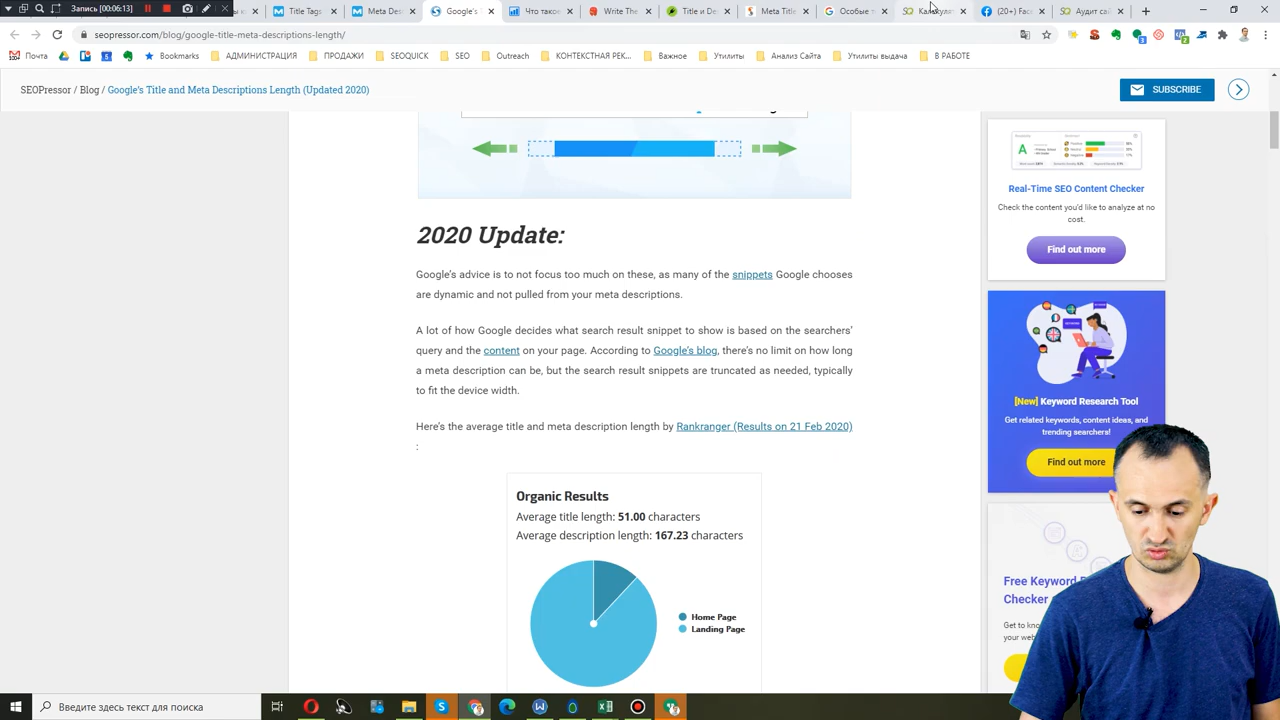 Запись [00:06:13]
Title Tags
Meta Des
Google's
Что такое
Write The
Title и Des
Meta Title
Особые т
Калькуля
(20+) Fac
Аудит сай
seopressor.com/blog/google-title-meta-descriptions-length/
Почта
Bookmarks
АДМИНИСТРАЦИЯ
ПРОДАЖИ
SEOQUICK
SEO
Outreach
КОНТЕКСТНАЯ РЕК...
Важное
Утилиты
Анализ Сайта
Утилиты выдача
В РАБОТЕ
SEOPressor / Blog / Google's Title and Meta Descriptions Length (Updated 2020)
SUBSCRIBE
2020 Update:
Google's advice is to not focus too much on these, as many of the snippets Google chooses
are dynamic and not pulled from your meta descriptions.
A lot of how Google decides what search result snippet to show is based on the searchers'
query and the content on your page. According to Google's blog, there's no limit on how long
a meta description can be, but the search result snippets are truncated as needed, typically
to fit the device width.
Here's the average title and meta description length by Rankranger (Results on 21 Feb 2020)
:
Organic Results
Average title length: 51.00 characters
Average description length: 167.23 characters
Home Page
Landing Page
A
Real-Time SEO Content Checker
Check the content you'd like to analyze at no
cost.
Find out more
[New] Keyword Research Tool
Get related keywords, content ideas, and
trending searchers!
Find out more
Free Keyword
Checker
Get to kno
your web
Введите здесь текст для поиска